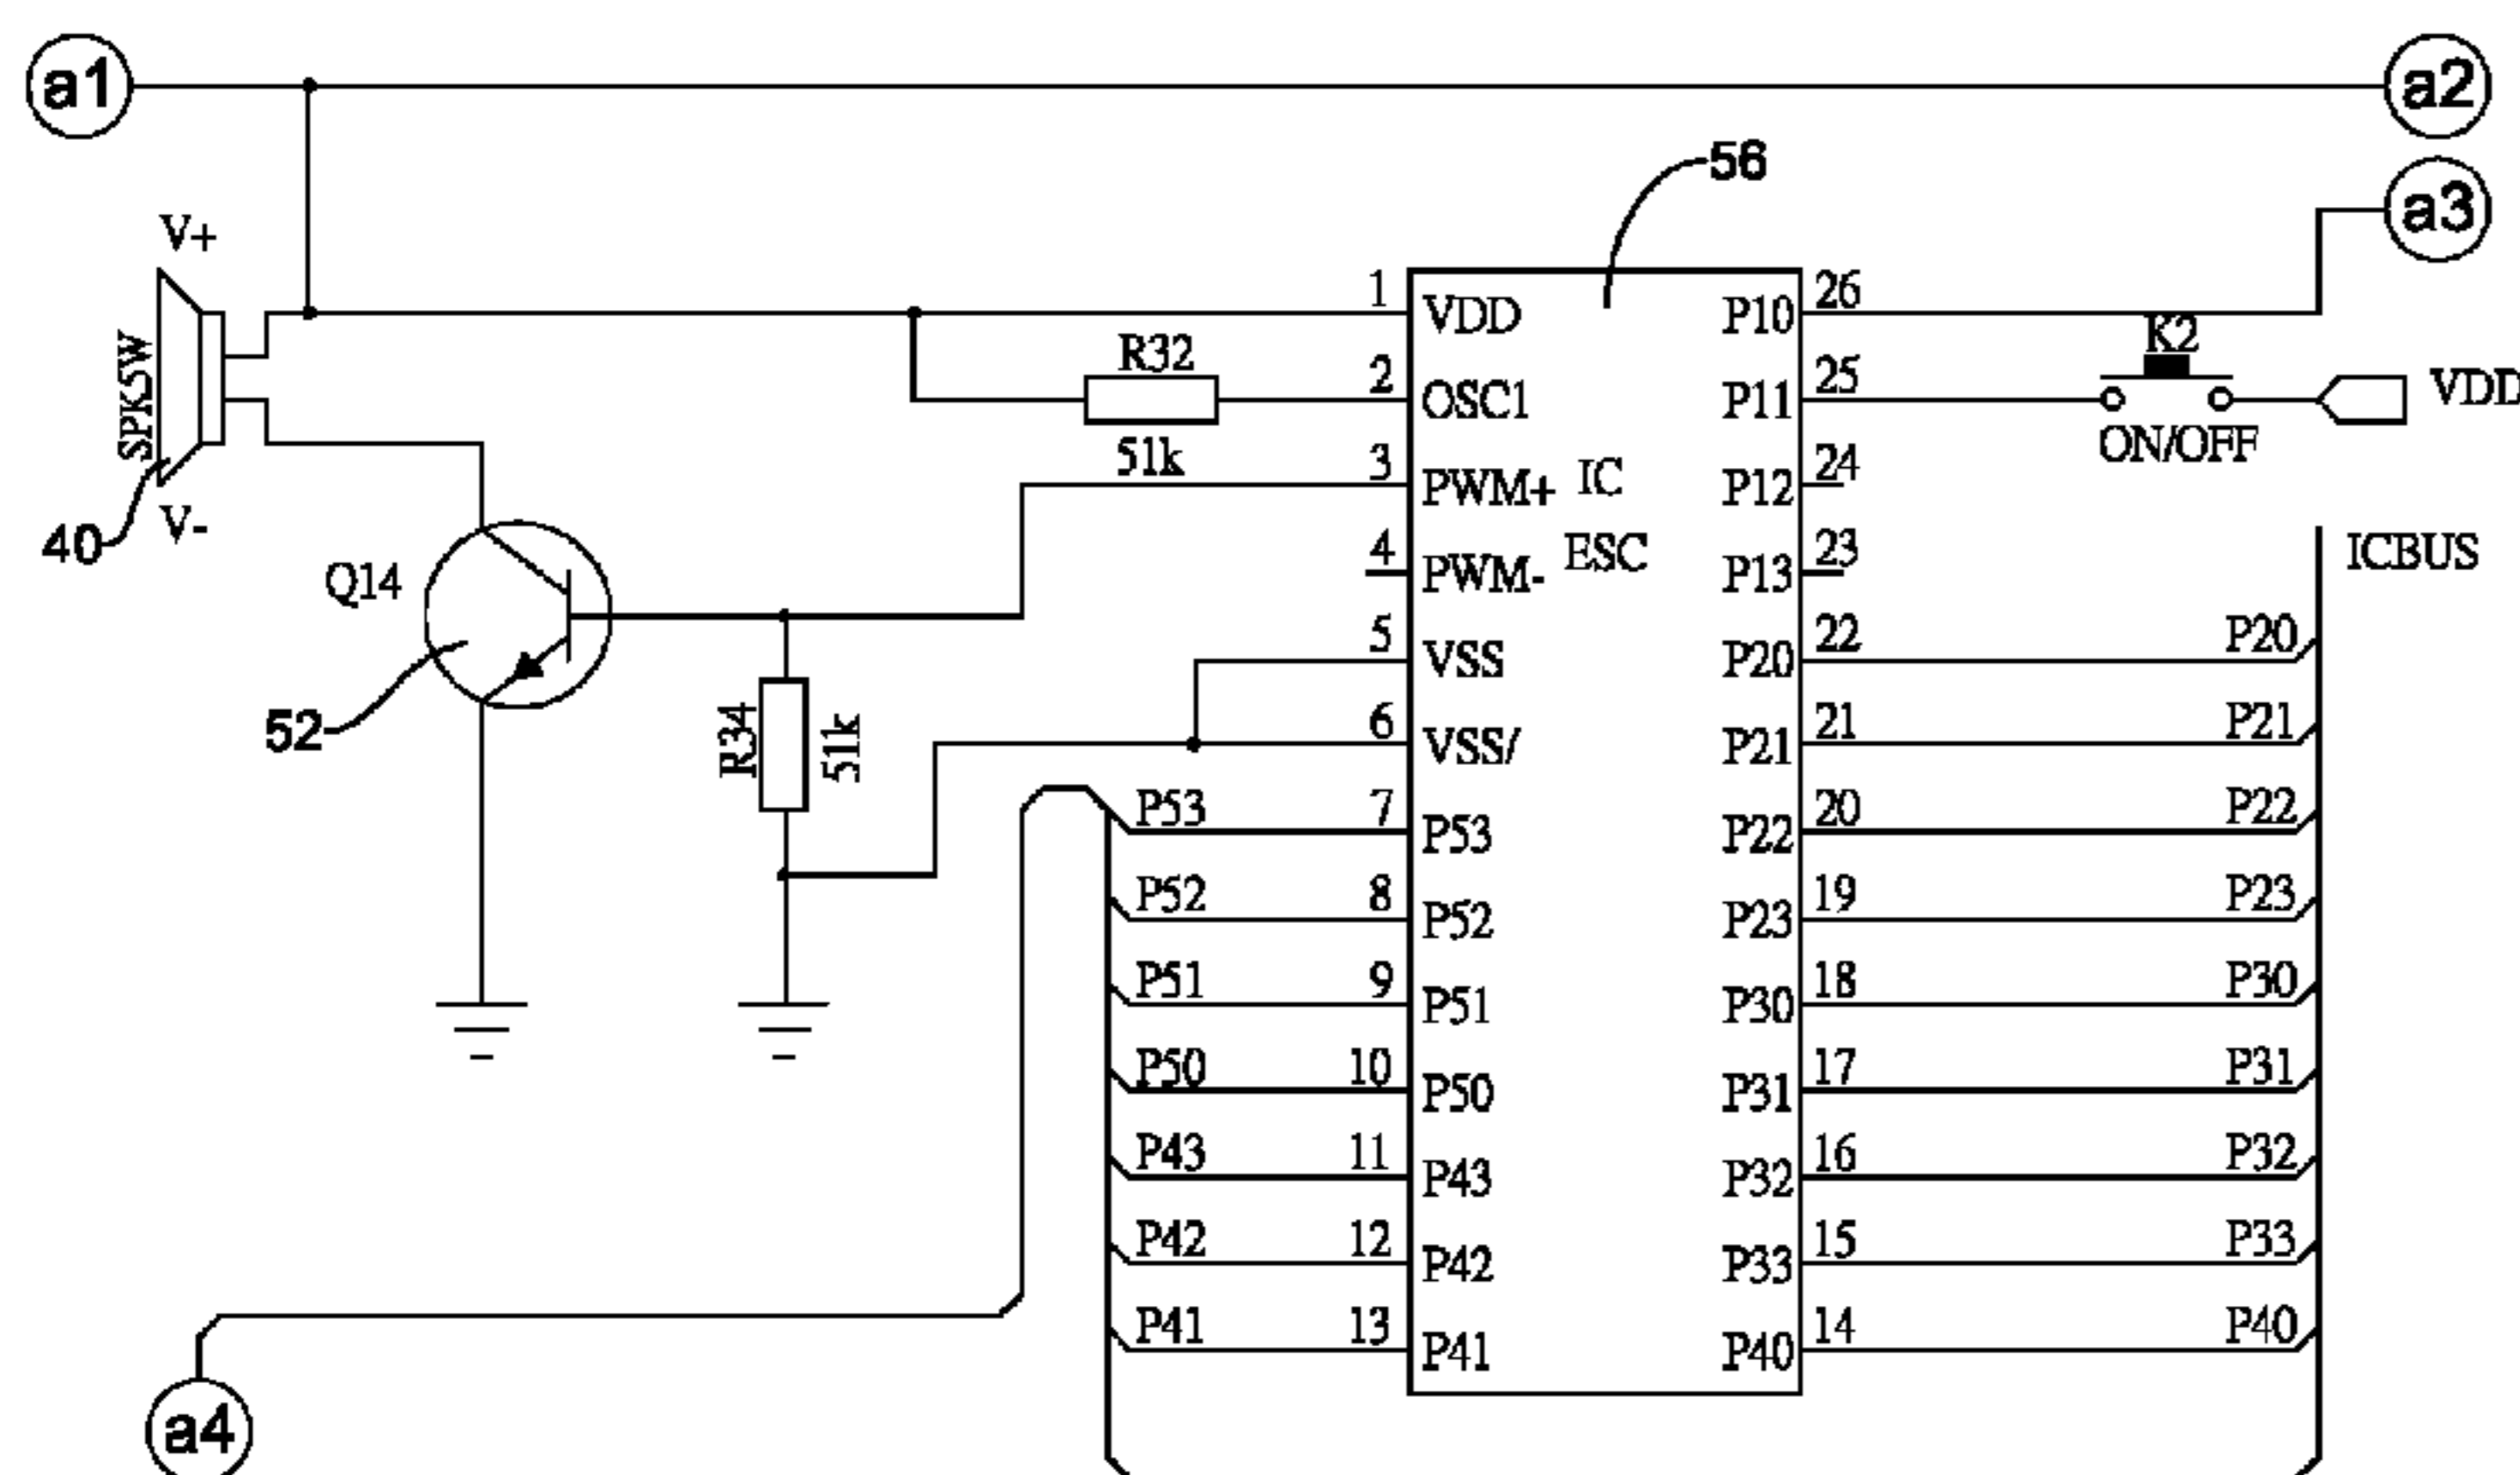 a1
a2
56
a3
V+
1 VDD P10 26
K2
R32
2 OSC1 P11 25
VDD
SPK5W
51k
ON/OFF
3 PWM+ IC P12 24
40
V-
Q14
4 PWM- ESC P13 23
ICBUS
5 VSS P20 22 P20
52
R34
51k
6 VSS/ P21 21 P21
P53 7 P53 P22 20 P22
P52 8 P52 P23 19 P23
P51 9 P51 P30 18 P30
P50 10 P50 P31 17 P31
P43 11 P43 P32 16 P32
P42 12 P42 P33 15 P33
P41 13 P41 P40 14 P40
a4